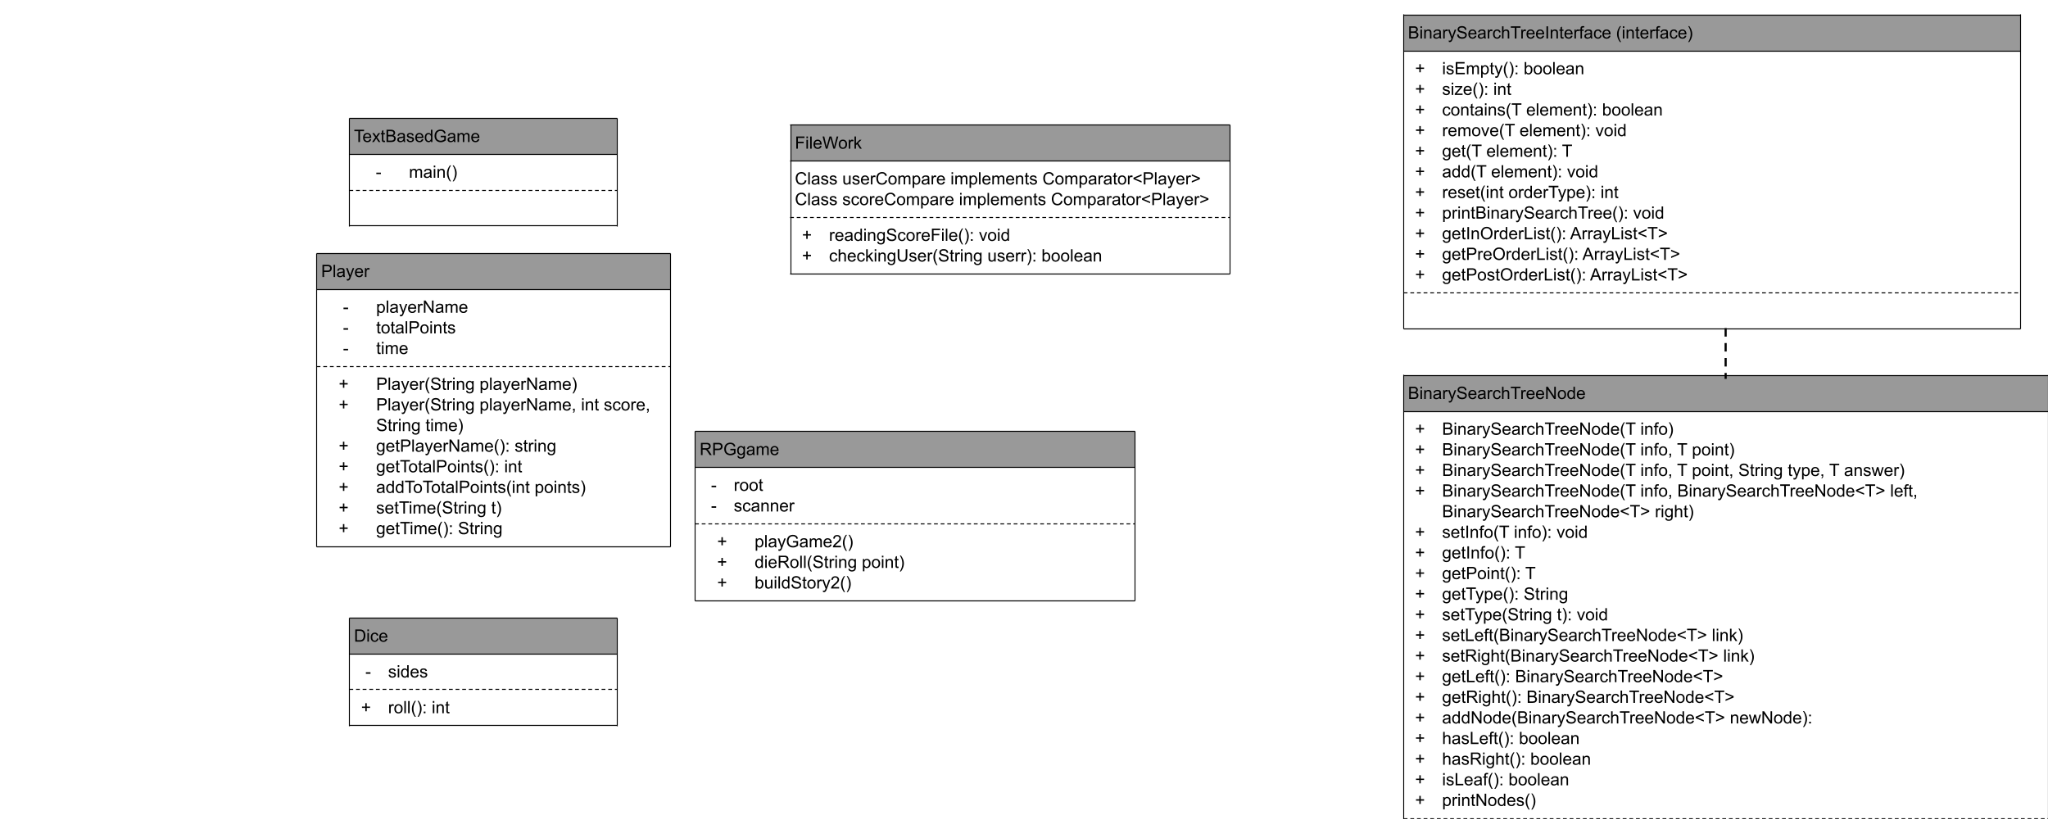 TextBasedGame
- main()
Player
- playerName
- totalPoints
- time
+ Player(String playerName)
+ Player(String playerName, int score,
String time)
+ getPlayerName(): string
+ getTotalPoints(): int
+ addToTotalPoints(int points)
+ setTime(String t)
+ getTime(): String
Dice
- sides
+ roll(): int
FileWork
Class userCompare implements Comparator<Player>
Class scoreCompare implements Comparator<Player>
+ readingScoreFile(): void
+ checkingUser(String userr): boolean
RPGgame
- root
- scanner
+ playGame2()
+ dieRoll(String point)
+ buildStory2()
BinarySearchTreeInterface (interface)
+ isEmpty(): boolean
+ size(): int
+ contains(T element): boolean
+ remove(T element): void
+ get(T element): T
+ add(T element): void
+ reset(int orderType): int
+ printBinarySearchTree(): void
+ getInOrderList(): ArrayList<T>
+ getPreOrderList(): ArrayList<T>
+ getPostOrderList(): ArrayList<T>
BinarySearchTreeNode
+ BinarySearchTreeNode(T info)
+ BinarySearchTreeNode(T info, T point)
+ BinarySearchTreeNode(T info, T point, String type, T answer)
+ BinarySearchTreeNode(T info, BinarySearchTreeNode<T> left,
BinarySearchTreeNode<T> right)
+ setInfo(T info): void
+ getInfo(): T
+ getPoint(): T
+ getType(): String
+ setType(String t): void
+ setLeft(BinarySearchTreeNode<T> link)
+ setRight(BinarySearchTreeNode<T> link)
+ getLeft(): BinarySearchTreeNode<T>
+ getRight(): BinarySearchTreeNode<T>
+ addNode(BinarySearchTreeNode<T> newNode):
+ hasLeft(): boolean
+ hasRight(): boolean
+ isLeaf(): boolean
+ printNodes()